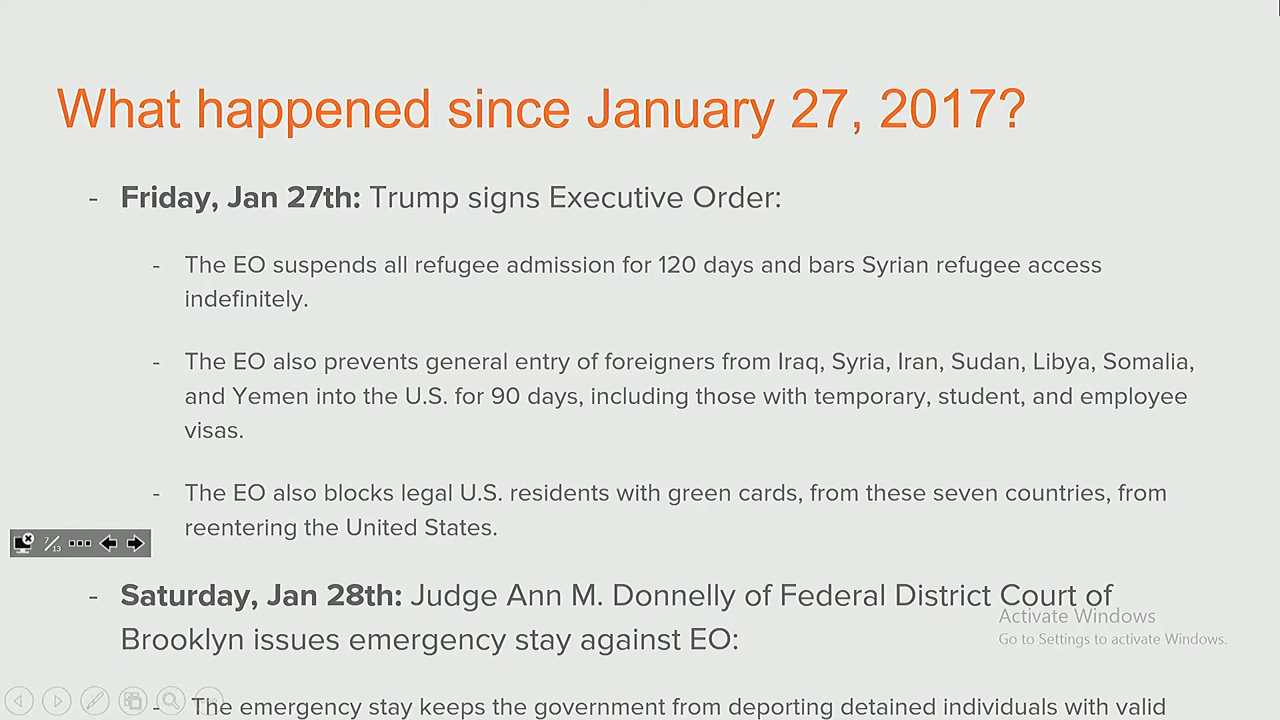 What happened since January 27, 2017?
- Friday, Jan 27th: Trump signs Executive Order:
- The EO suspends all refugee admission for 120 days and bars Syrian refugee access
indefinitely.
- The EO also prevents general entry of foreigners from Iraq, Syria, Iran, Sudan, Libya, Somalia,
and Yemen into the U.S. for 90 days, including those with temporary, student, and employee
visas.
- The EO also blocks legal U.S. residents with green cards, from these seven countries, from
reentering the United States.
7/13
- Saturday, Jan 28th: Judge Ann M. Donnelly of Federal District Court of
Brooklyn issues emergency stay against EO:
Activate Windows
Go to Settings to activate Windows.
- The emergency stay keeps the government from deporting detained individuals with valid